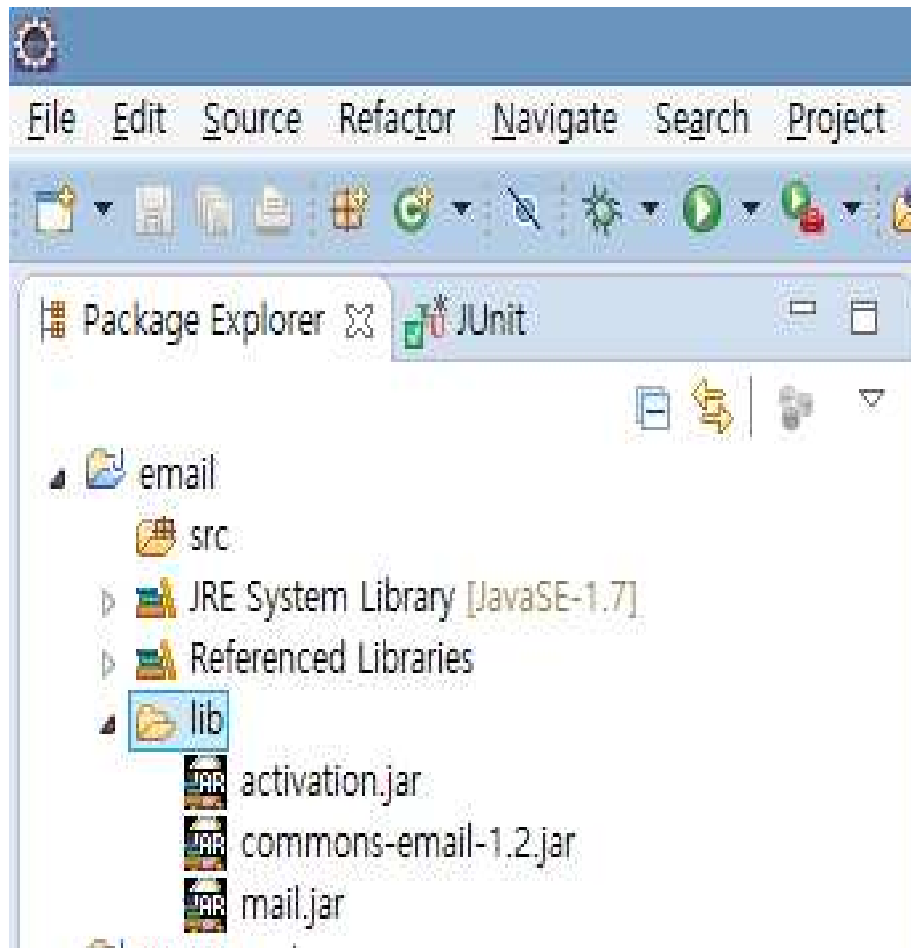 File Edit Source Refactor Navigate Search Project
Package Explorer JUnit
email
src
JRE System Library [JavaSE-1.7]
Referenced Libraries
lib
activation.jar
commons-email-1.2.jar
mail.jar